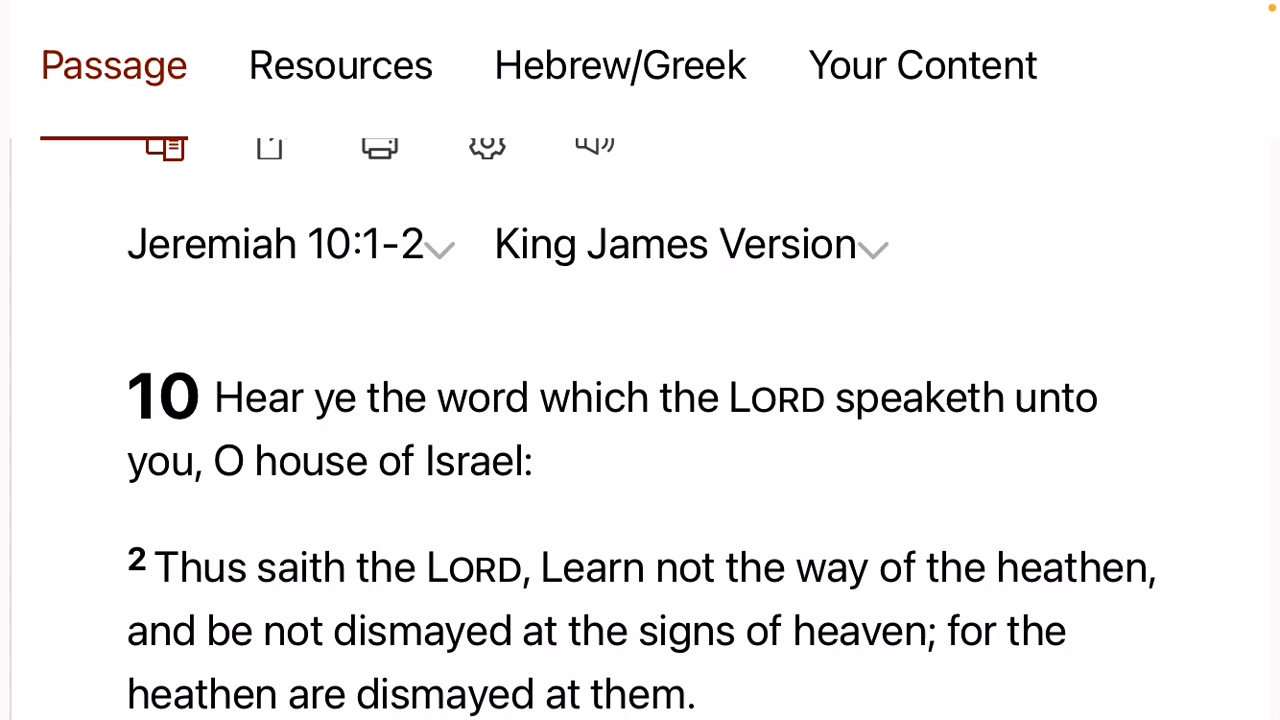 Passage Resources Hebrew/Greek Your Content
Jeremiah 10:1-2 King James Version
10 Hear ye the word which the LORD speaketh unto
you, O house of Israel:
2 Thus saith the LORD, Learn not the way of the heathen,
and be not dismayed at the signs of heaven; for the
heathen are dismayed at them.